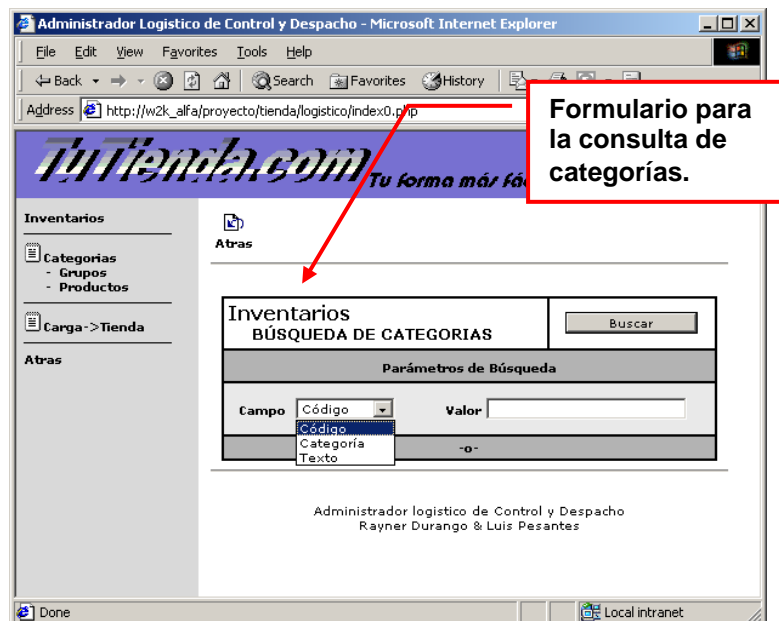 Administrador Logistico de Control y Despacho - Microsoft Internet Explorer
File Edit View Favorites Tools Help
Back Search Favorites History
Address http://w2k_alfa/proyecto/tienda/logistico/index0.php
Formulario para
la consulta de
categorías.
TuTienda.com
Tu forma más
Inventarios
Categorias
- Grupos
- Productos
Carga->Tienda
Atras
Atras
Inventarios
BÚSQUEDA DE CATEGORIAS
Buscar
Parámetros de Búsqueda
Campo Código Valor
Código
Categoría
Texto
-o-
Administrador logistico de Control y Despacho
Rayner Durango & Luis Pesantes
Done
Local intranet